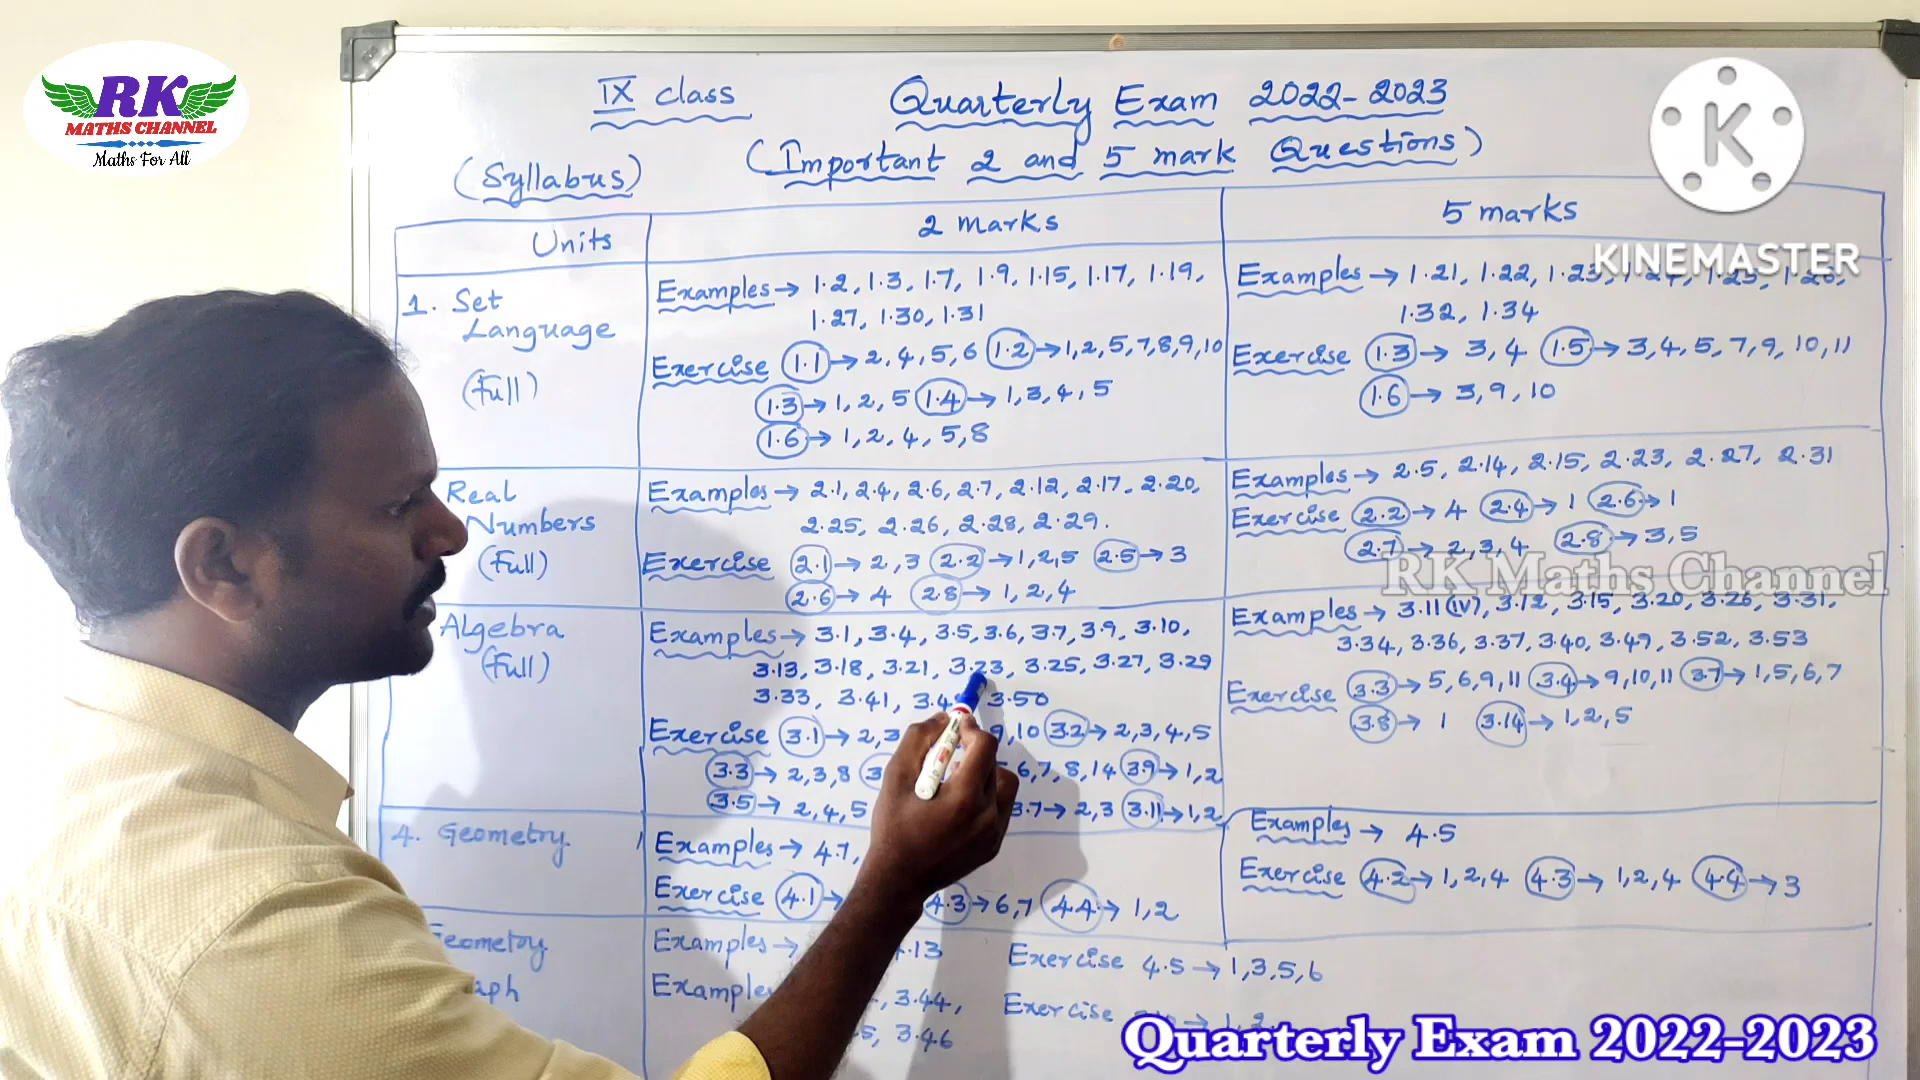 RK
MATHS CHANNEL
Maths For All
IX class
Quarterly Exam 2022-2023
(Syllabus)
(Important 2 and 5 mark Questions)
K
KINEMASTER
Units
2 marks
5 marks
1. Set Language (Full)
Examples → 1.2, 1.3, 1.7, 1.9, 1.15, 1.17, 1.19,
1.27, 1.30, 1.31
Exercise 1.1 → 2, 4, 5, 6 1.2 → 1, 2, 5, 7, 8, 9, 10
1.3 → 1, 2, 5 1.4 → 1, 3, 4, 5
1.6 → 1, 2, 4, 5, 8
Examples → 1.21, 1.22, 1.23, 1.24, 1.25, 1.26,
1.32, 1.34
Exercise 1.3 → 3, 4 1.5 → 3, 4, 5, 7, 9, 10, 11
1.6 → 3, 9, 10
Real Numbers (Full)
Examples → 2.1, 2.4, 2.6, 2.7, 2.12, 2.17, 2.20,
2.25, 2.26, 2.28, 2.29.
Exercise 2.1 → 2, 3 2.2 → 1, 2, 5 2.5 → 3
2.6 → 4 2.8 → 1, 2, 4
Examples → 2.5, 2.14, 2.15, 2.23, 2.27, 2.31
Exercise 2.2 → 4 2.4 → 1 2.6 → 1
2.7 → 2, 3, 4 2.8 → 3, 5
RK Maths Channel
Algebra (Full)
Examples → 3.1, 3.4, 3.5, 3.6, 3.7, 3.9, 3.10,
3.13, 3.18, 3.21, 3.23, 3.25, 3.27, 3.29
3.33, 3.41, 3.50
Exercise 3.1 → 2, 3 9, 10 3.2 → 2, 3, 4, 5
3.3 → 2, 3, 8 6, 7, 8, 14 3.9 → 1, 2
3.5 → 2, 4, 5 3.7 → 2, 3 3.11 → 1, 2
Examples → 3.11 (iv), 3.12, 3.15, 3.20, 3.26, 3.31,
3.34, 3.36, 3.37, 3.40, 3.49, 3.52, 3.53
Exercise 3.3 → 5, 6, 9, 11 3.4 → 9, 10, 11 3.7 → 1, 5, 6, 7
3.8 → 1 3.14 → 1, 2, 5
4. Geometry
Examples → 4.7,
Exercise 4.1 → 4.3 → 6, 7 4.4 → 1, 2
Examples → 4.5
Exercise 4.2 → 1, 2, 4 4.3 → 1, 2, 4 4.4 → 3
Geometry
Examples → 4.13 Exercise 4.5 → 1, 3, 5, 6
Example 3.44, Exercise → 1, 2
3.46
Quarterly Exam 2022-2023